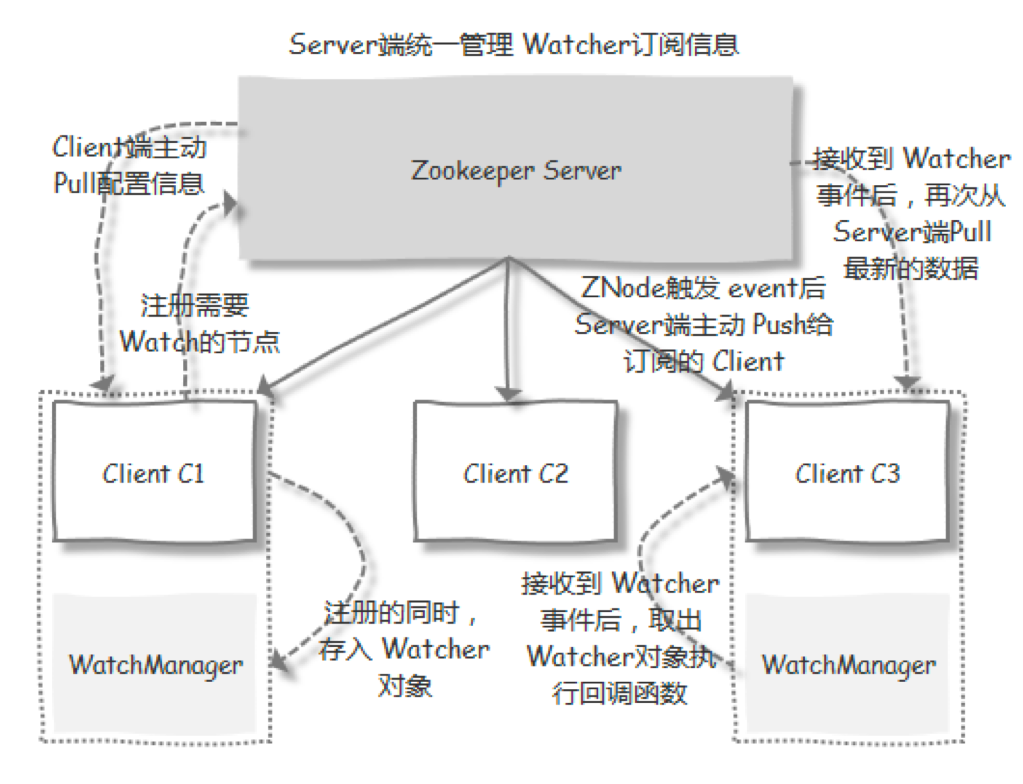 Server端统一管理 Watcher订阅信息
Client端主动
Pull配置信息
Zookeeper Server
接收到 Watcher
事件后，再次从
Server端Pull
最新的数据
注册需要
Watch的节点
ZNode触发 event后
Server端主动 Push给
订阅的 Client
Client C1
Client C2
Client C3
注册的同时，
存入 Watcher
对象
接收到 Watcher
事件后，取出
Watcher对象执
行回调函数
WatchManager
WatchManager